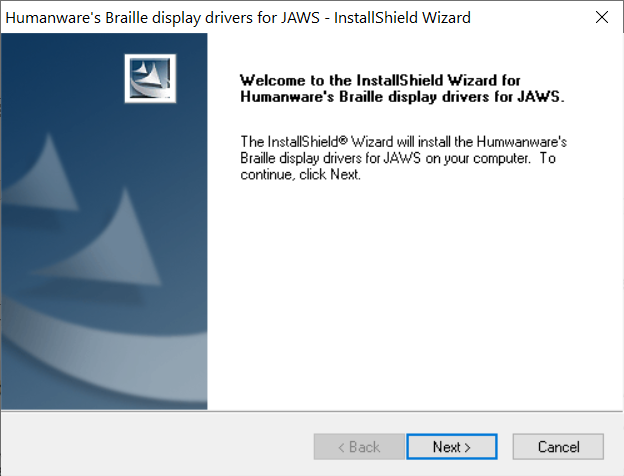 Humanware's Braille display drivers for JAWS - InstallShield Wizard
Welcome to the InstallShield Wizard for
Humanware's Braille display drivers for JAWS.
The InstallShield® Wizard will install the Humwanware's
Braille display drivers for JAWS on your computer. To
continue, click Next.
< Back
Next >
Cancel